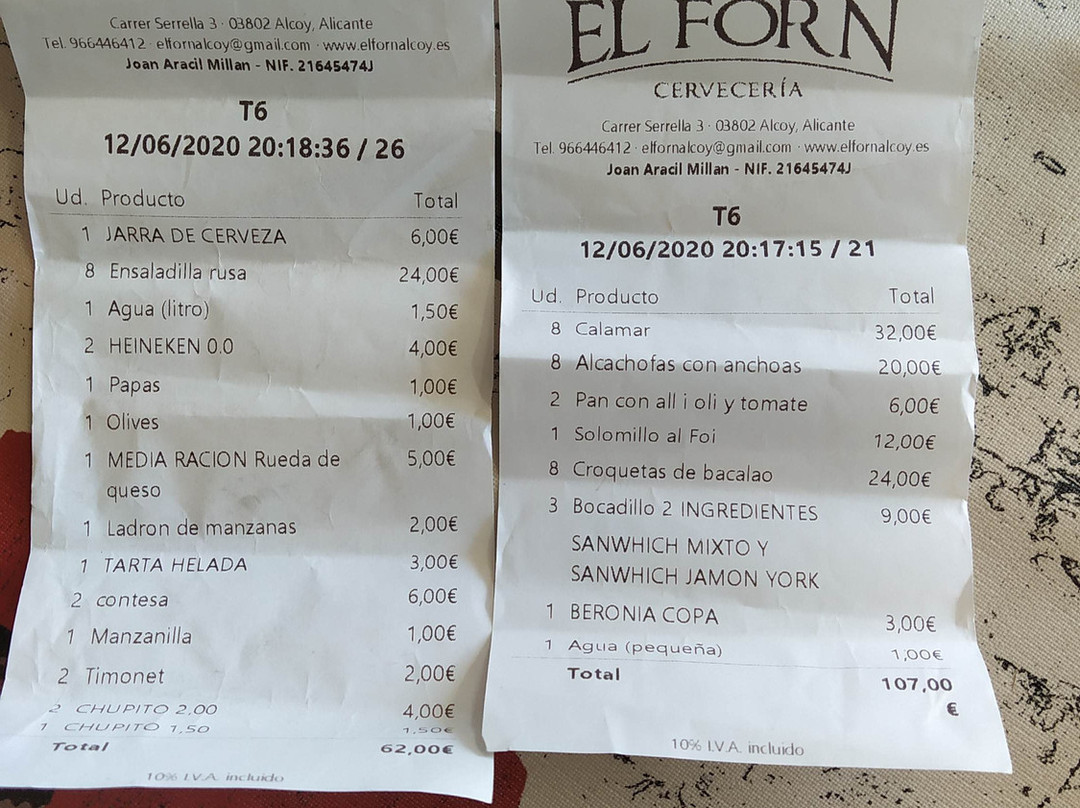 Carrer Serrella 3 · 03802 Alcoy, Alicante
Tel. 966446412 · elfornalcoy@gmail.com · www.elfornalcoy.es
Joan Aracil Millan - NIF. 21645474J
T6
12/06/2020 20:18:36 / 26
Ud. Producto Total
1 JARRA DE CERVEZA 6,00€
8 Ensaladilla rusa 24,00€
1 Agua (litro) 1,50€
2 HEINEKEN 0.0 4,00€
1 Papas 1,00€
1 Olives 1,00€
1 MEDIA RACION Rueda de 5,00€
queso
1 Ladron de manzanas 2,00€
1 TARTA HELADA 3,00€
2 contesa 6,00€
1 Manzanilla 1,00€
2 Timonet 2,00€
2 CHUPITO 2,00 4,00€
1 CHUPITO 1,50 1,50€
Total 62,00€
10% I.V.A. incluido
EL FORN
CERVECERÍA
Carrer Serrella 3 · 03802 Alcoy, Alicante
Tel. 966446412 · elfornalcoy@gmail.com · www.elfornalcoy.es
Joan Aracil Millan - NIF. 21645474J
T6
12/06/2020 20:17:15 / 21
Ud. Producto Total
8 Calamar 32,00€
8 Alcachofas con anchoas 20,00€
2 Pan con all i oli y tomate 6,00€
1 Solomillo al Foi 12,00€
8 Croquetas de bacalao 24,00€
3 Bocadillo 2 INGREDIENTES 9,00€
SANWHICH MIXTO Y
SANWHICH JAMON YORK
1 BERONIA COPA 3,00€
1 Agua (pequeña) 1,00€
Total 107,00
€
10% I.V.A. incluido